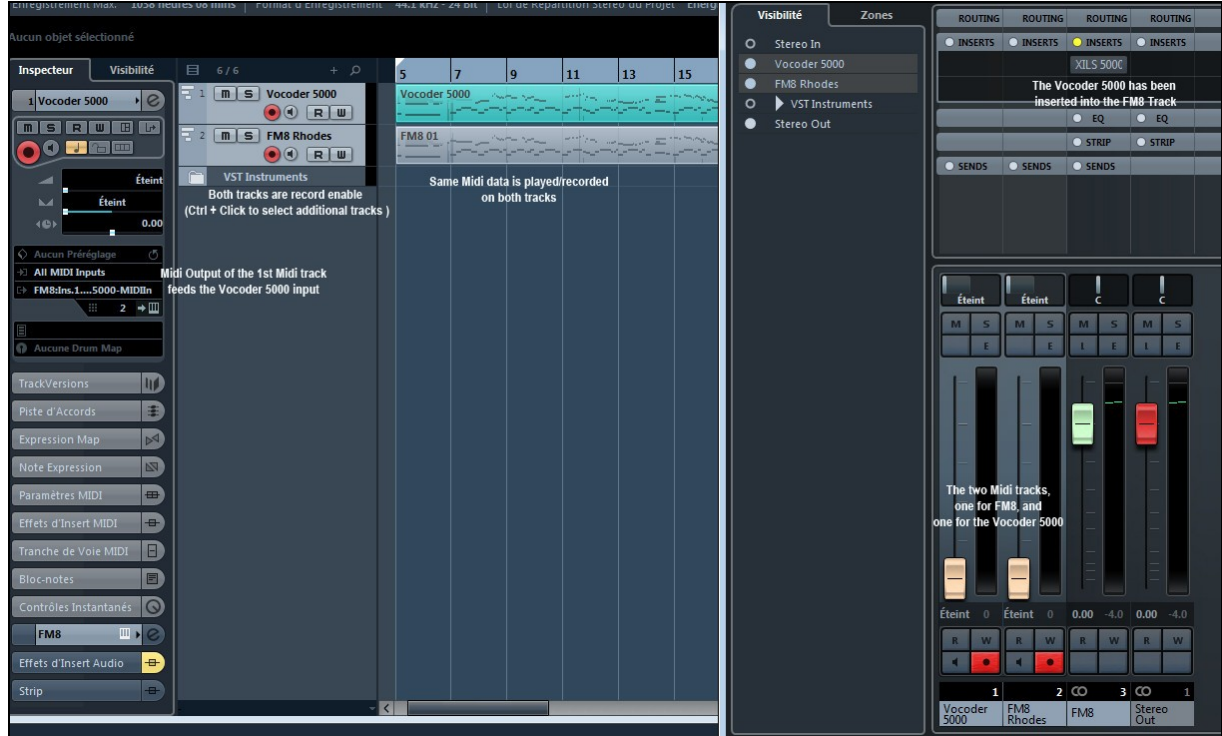 Enregistrement Max. 1038 heures 08 mins | Format d'Enregistrement 44.1 kHz - 24 Bit | Loi de Répartition Stéréo du Projet Energ
Aucun objet sélectionné
Inspecteur Visibilité 6/6
5 7 9 11 13 15
1 Vocoder 5000
m S R W
Éteint
Éteint
0.00
Aucun Préréglage
All MIDI Inputs
FM8:Ins.1....5000-MIDIIn
2
Aucune Drum Map
TrackVersions
Piste d'Accords
Expression Map
Note Expression
Paramètres MIDI
Effets d'Insert MIDI
Tranche de Voie MIDI
Bloc-notes
Contrôles Instantanés
FM8
Effets d'Insert Audio
Strip
1 m S Vocoder 5000
R W
2 m S FM8 Rhodes
R W
VST Instruments
Both tracks are record enable
(Ctrl + Click to select additional tracks )
Midi Output of the 1st Midi track
feeds the Vocoder 5000 input
Vocoder 5000
FM8 01
Same Midi data is played/recorded
on both tracks
Visibilité Zones
Stereo In
Vocoder 5000
FM8 Rhodes
VST Instruments
Stereo Out
ROUTING ROUTING ROUTING ROUTING
INSERTS INSERTS INSERTS INSERTS
XILS 500C
The Vocoder 5000 has been
inserted into the FM8 Track
EQ EQ
STRIP STRIP
SENDS SENDS SENDS
Éteint Éteint C C
M S M S M S M S
E E L E L E
The two Midi tracks,
one for FM8, and
one for the Vocoder 5000
Éteint 0 Éteint 0 0.00 -4.0 0.00 -4.0
R W R W R W R W
1 2 3 1
Vocoder 5000
FM8 Rhodes
FM8
Stereo Out